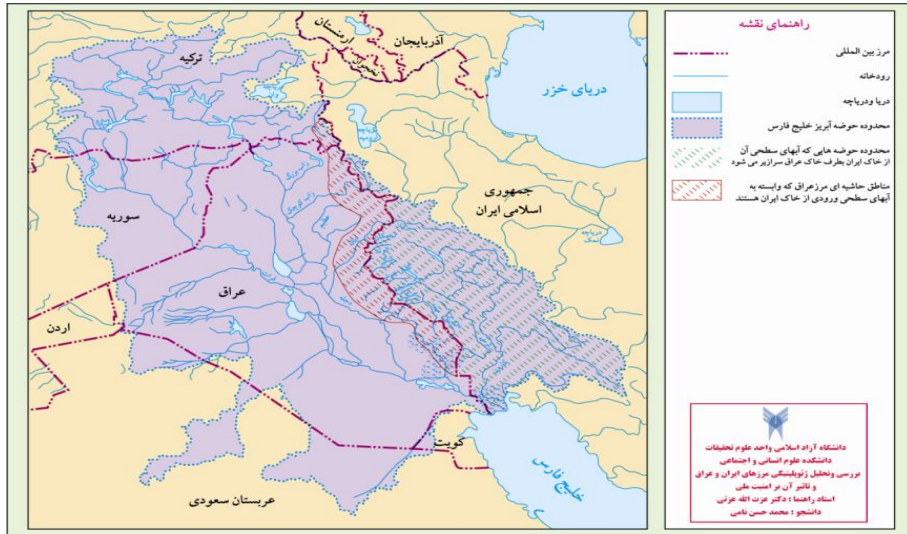 راهنمای نقشه
مرز بین المللی
رودخانه
دریا ودریاچه
محدوده حوضه آبریز خلیج فارس
محدوده حوضه هایی که آبهای سطحی آن
از خاک ایران بطرف خاک عراق سرازیر می شود
مناطق حاشیه ای مرزعراق که وابسته به
آبهای سطحی ورودی از خاک ایران هستند
دانشگاه آزاد اسلامی واحد علوم تحقیقات
دانشکده علوم انسانی و اجتماعی
بررسی وتحلیل ژئوپلیتیکی مرزهای ایران و عراق
و تاثیر آن بر امنیت ملی
استاد راهنما : دکتر عزت الله عزتی
دانشجو : محمد حسن نامی
آذربایجان
ارمنستان
نخجوان
ترکیه
دریای خزر
جمهوری
اسلامی ایران
دریاچه
نمک
سوریه
عراق
اردن
کویت
خلیج فارس
عربستان سعودی